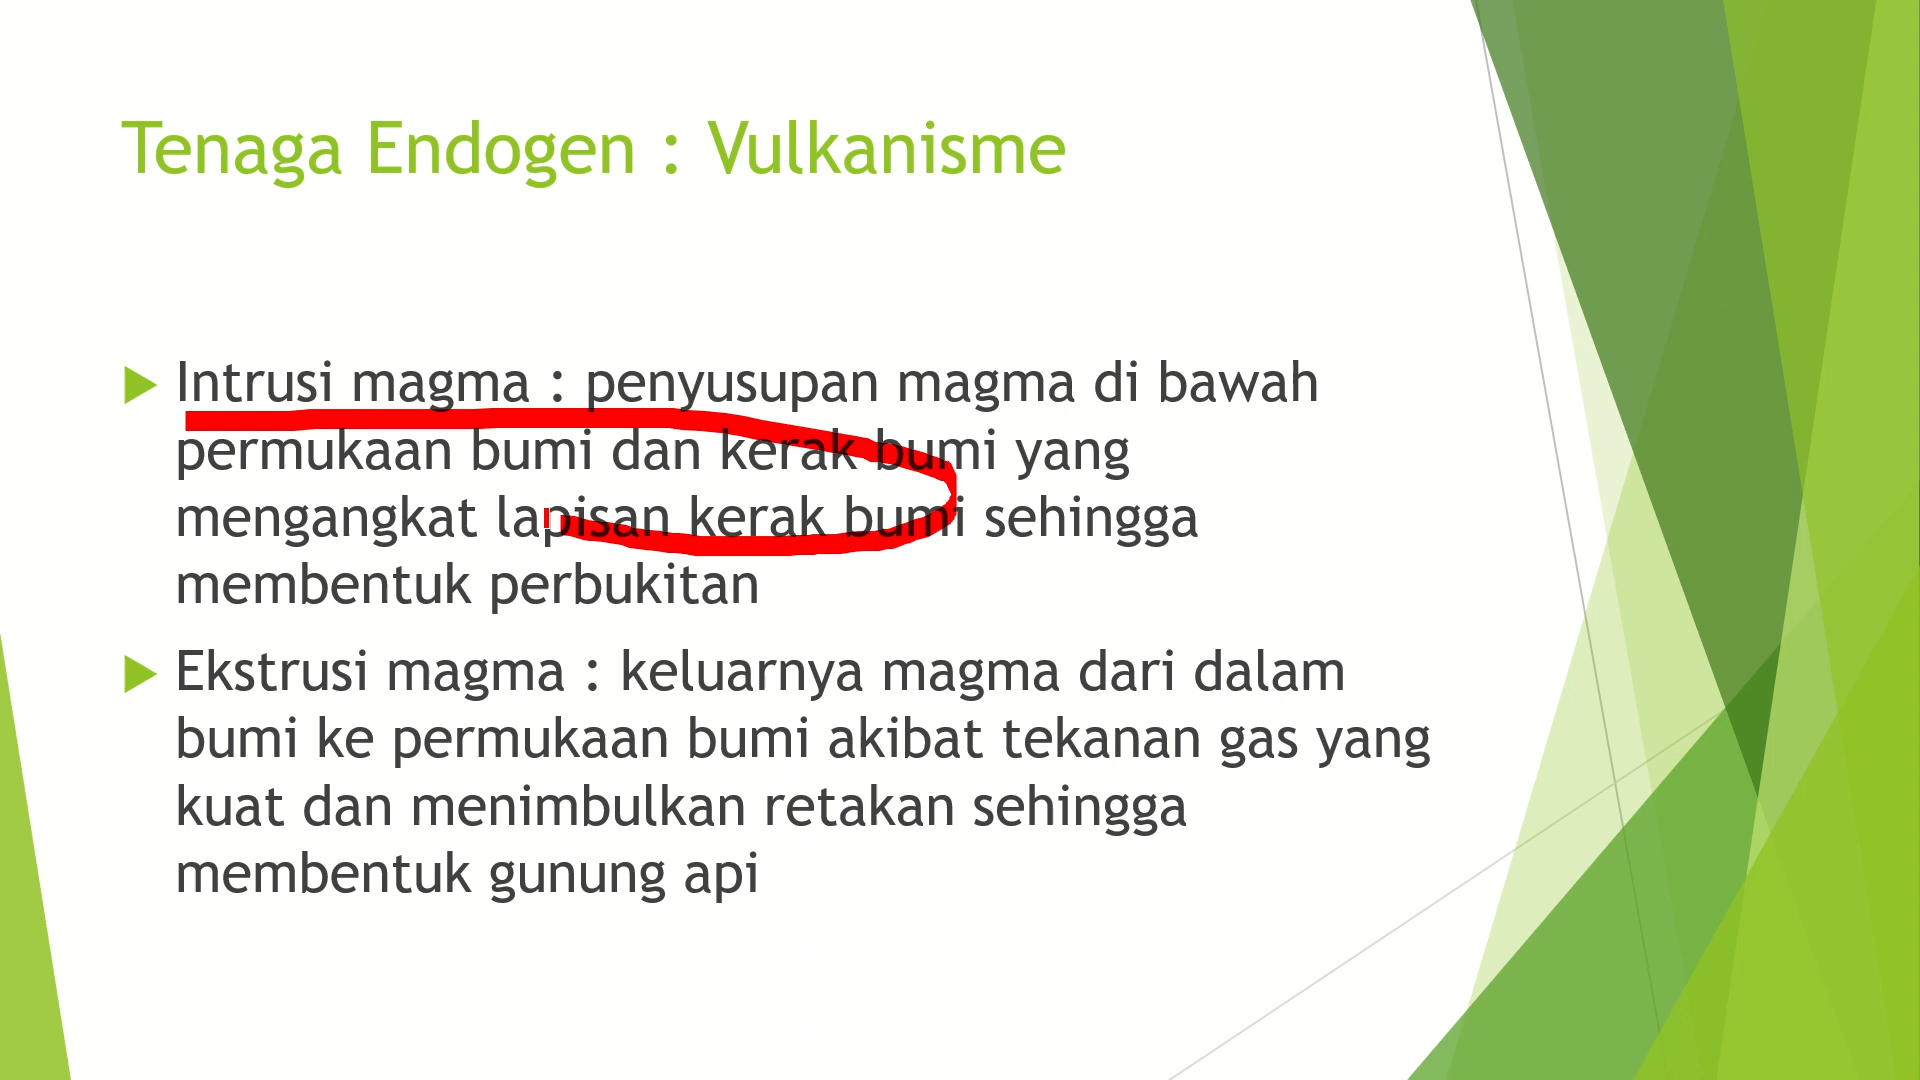 Tenaga Endogen : Vulkanisme
Intrusi magma : penyusupan magma di bawah
permukaan bumi dan kerak bumi yang
mengangkat lapisan kerak bumi sehingga
membentuk perbukitan
Ekstrusi magma : keluarnya magma dari dalam
bumi ke permukaan bumi akibat tekanan gas yang
kuat dan menimbulkan retakan sehingga
membentuk gunung api